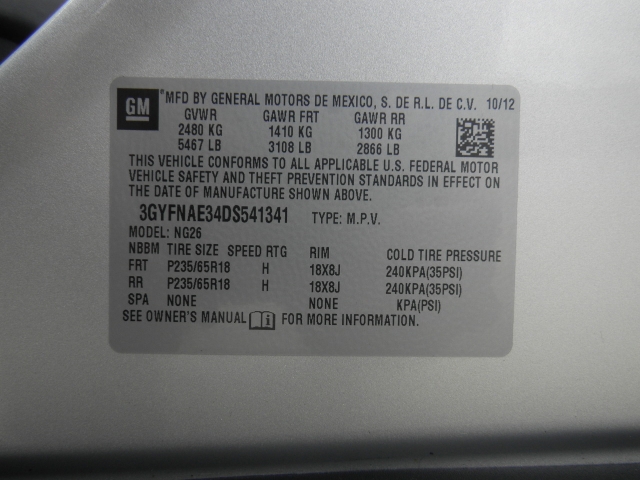 GM *MFD BY GENERAL MOTORS DE MEXICO, S. DE R.L. DE C.V. 10/12
GVWR GAWR FRT GAWR RR
2480 KG 1410 KG 1300 KG
5467 LB 3108 LB 2866 LB
THIS VEHICLE CONFORMS TO ALL APPLICABLE U.S. FEDERAL MOTOR
VEHICLE SAFETY AND THEFT PREVENTION STANDARDS IN EFFECT ON
THE DATE OF MANUFACTURE SHOWN ABOVE.
3GYFNAE34DS541341 TYPE: M.P.V.
MODEL: NG26
NBBM TIRE SIZE SPEED RTG RIM COLD TIRE PRESSURE
FRT P235/65R18 H 18X8J 240KPA(35PSI)
RR P235/65R18 H 18X8J 240KPA(35PSI)
SPA NONE NONE KPA(PSI)
SEE OWNER'S MANUAL FOR MORE INFORMATION.